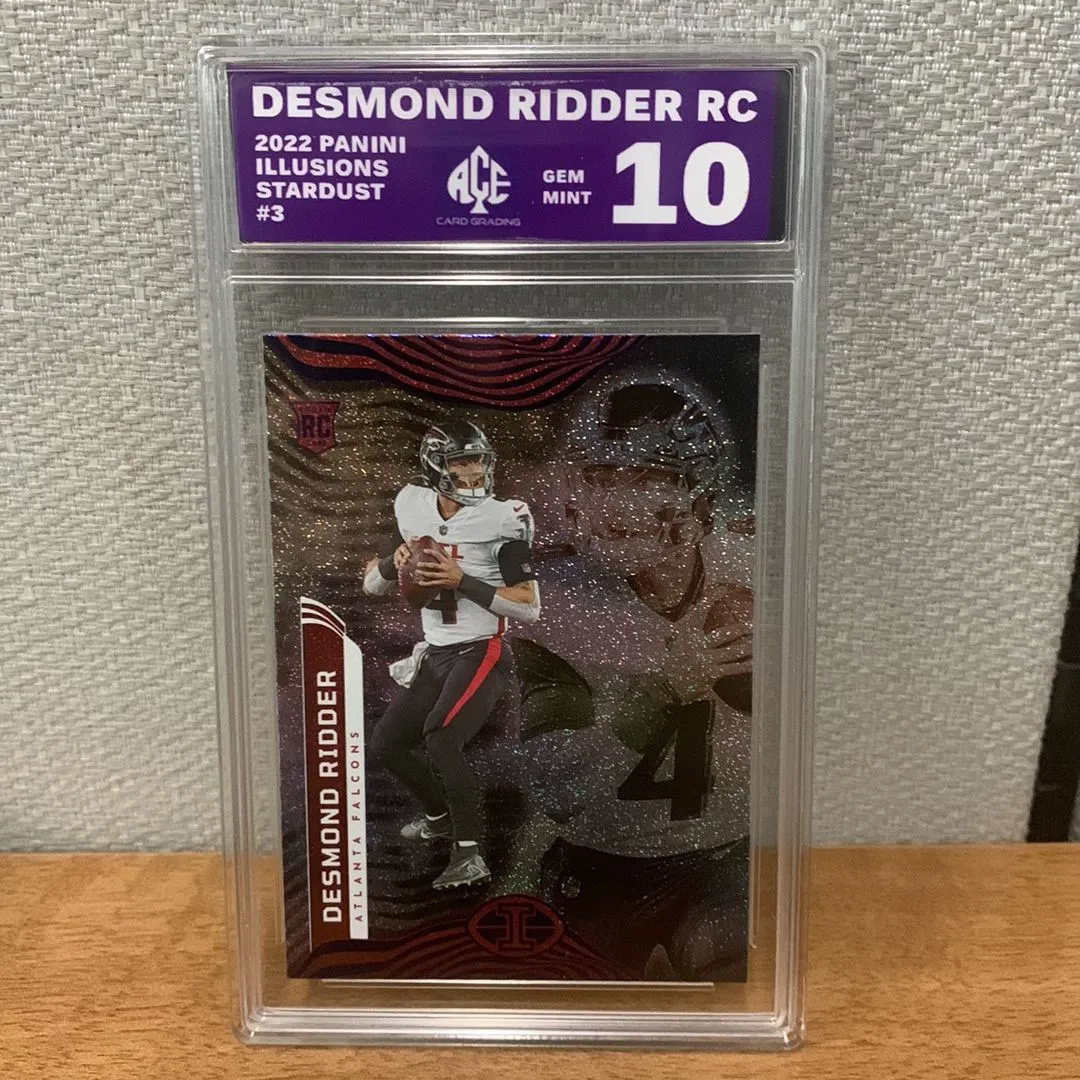 DESMOND RIDDER RC
2022 PANINI
ILLUSIONS
STARDUST
#3
ACE
CARD GRADING
GEM
MINT
10
RC
4
4
DESMOND RIDDER
ATLANTA FALCONS
I